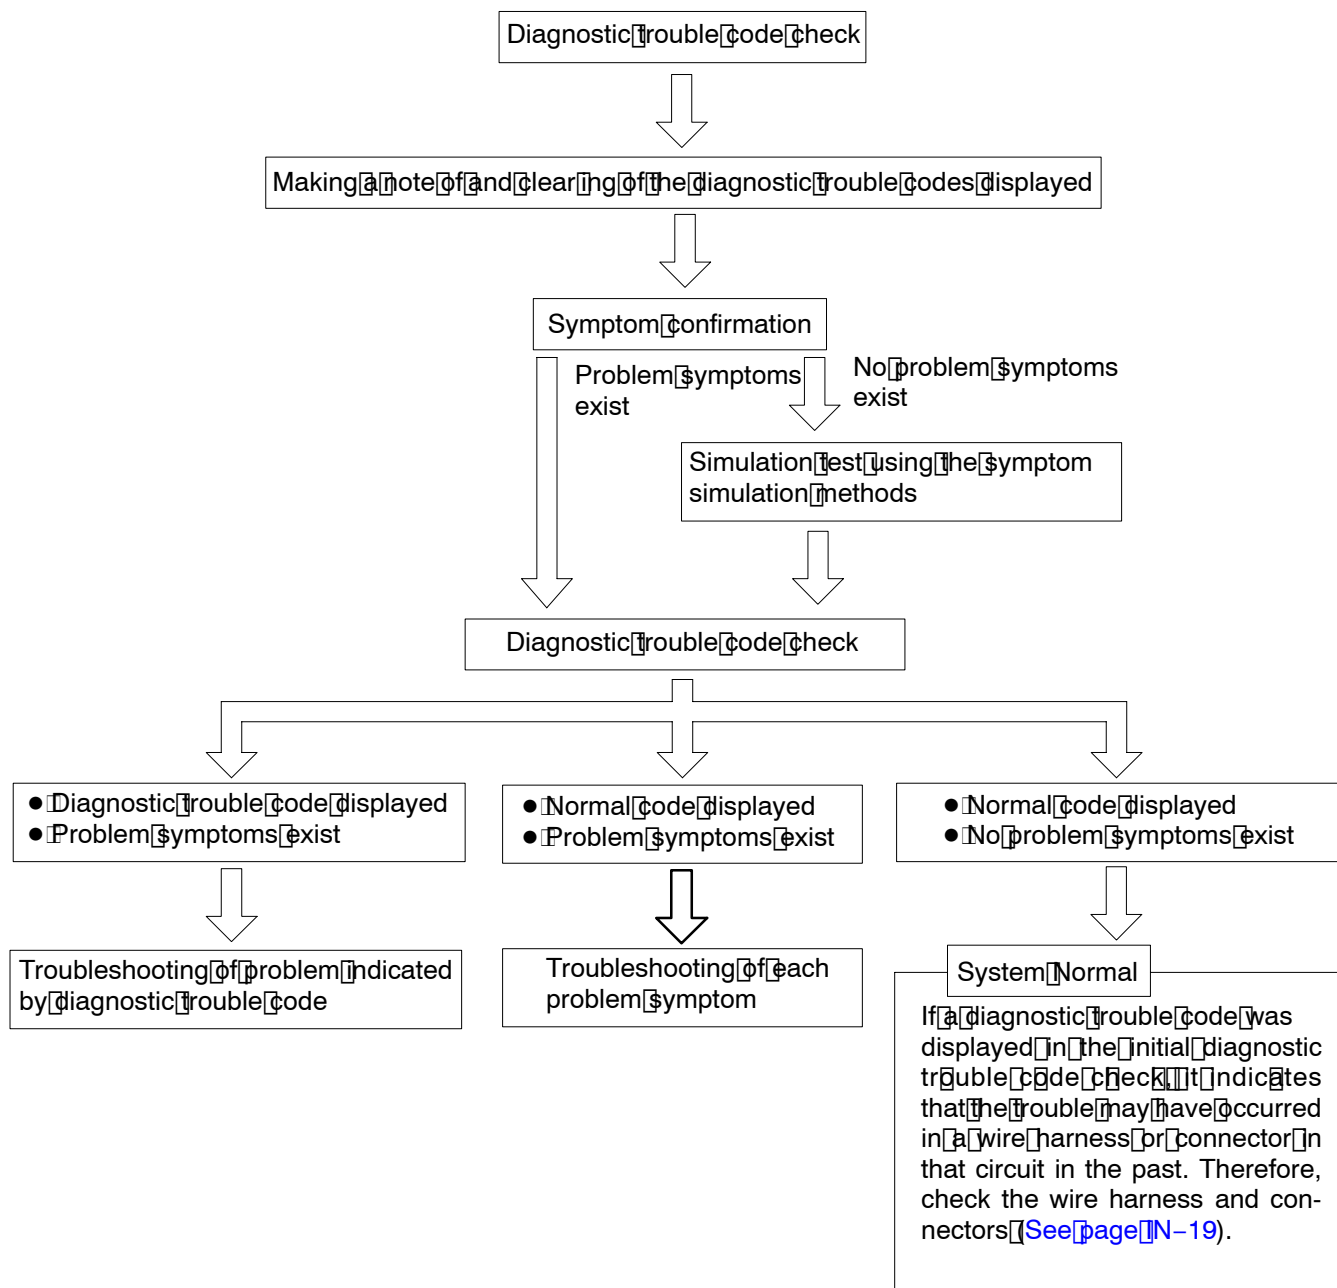 Diagnostic trouble code check
Making a note of and clearing of the diagnostic trouble codes displayed
Symptom confirmation
Problem symptoms
exist
No problem symptoms
exist
Simulation test using the symptom
simulation methods
Diagnostic trouble code check
● Diagnostic trouble code displayed
● Problem symptoms exist
● Normal code displayed
● Problem symptoms exist
● Normal code displayed
● No problem symptoms exist
Troubleshooting of problem indicated
by diagnostic trouble code
Troubleshooting of each
problem symptom
System Normal
If a diagnostic trouble code was
displayed in the initial diagnostic
trouble code check, it indicates
that the trouble may have occurred
in a wire harness or connector in
that circuit in the past. Therefore,
check the wire harness and con-
nectors (See page IN−19).